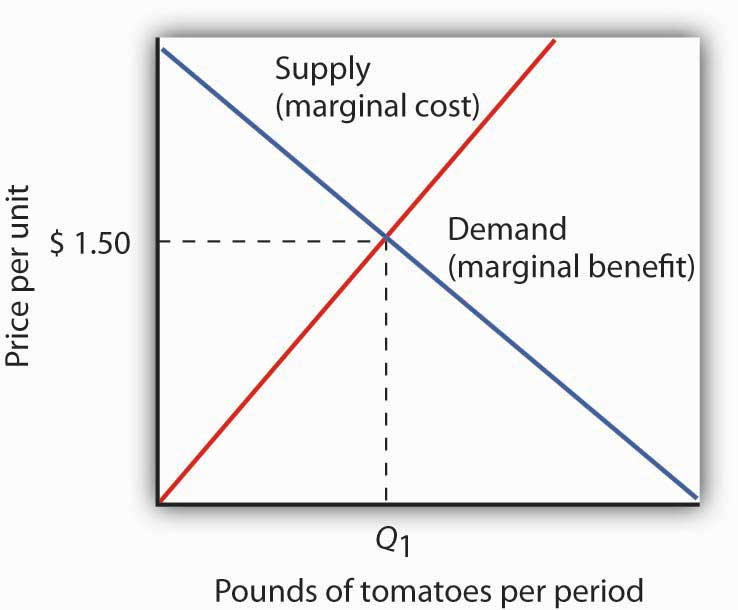 Supply
(marginal cost)
Demand
(marginal benefit)
Price per unit
$ 1.50
Q1
Pounds of tomatoes per period